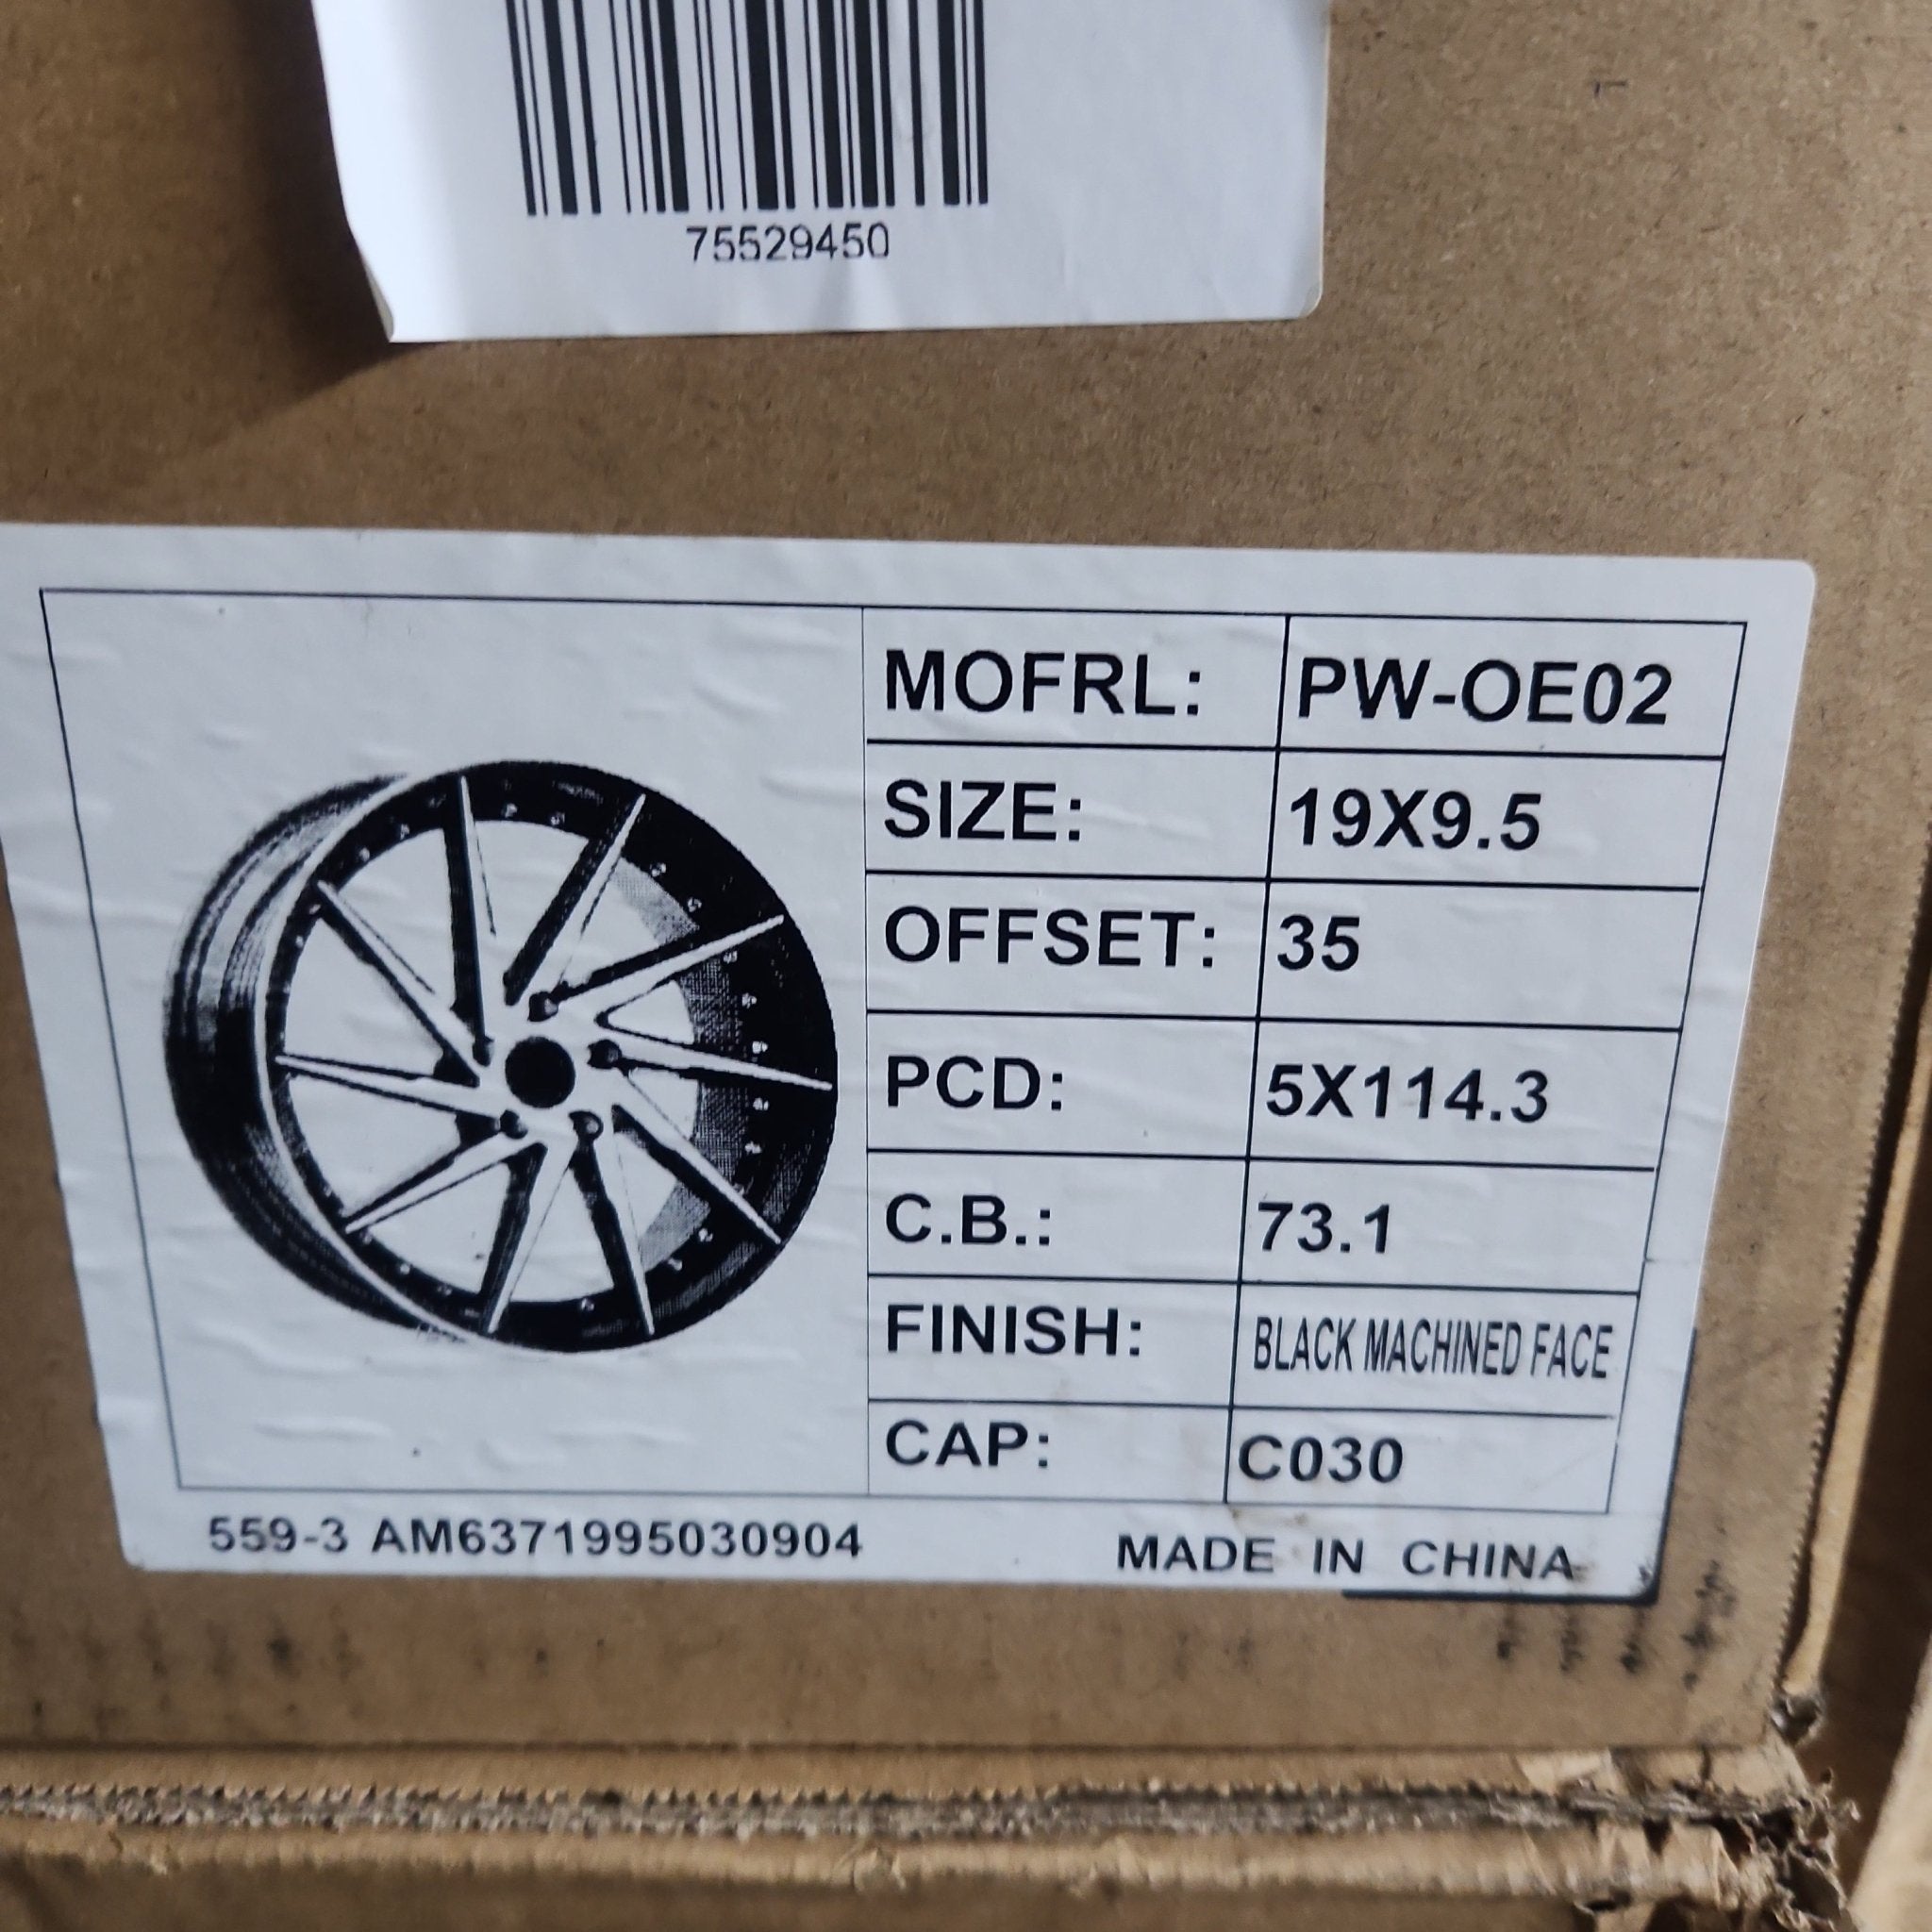 75529450
MOFRL: PW-OE02
SIZE: 19X9.5
OFFSET: 35
PCD: 5X114.3
C.B.: 73.1
FINISH: BLACK MACHINED FACE
CAP: C030
559-3 AM6371995030904 MADE IN CHINA